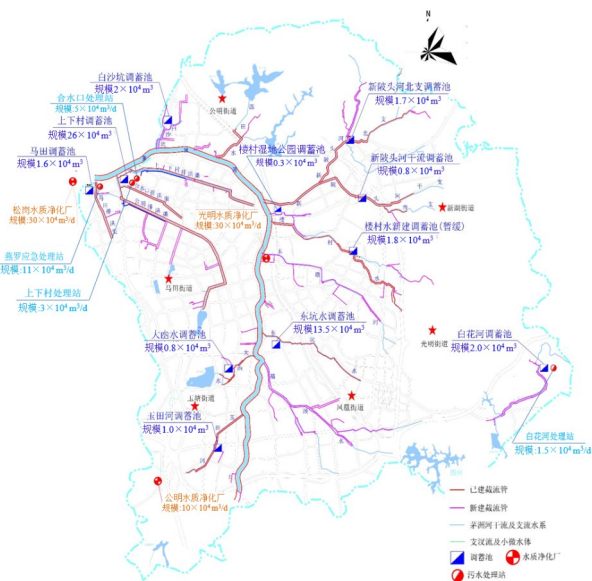 N
白沙坑调蓄池
规模2×10⁴m³
合水口处理站
规模:5×10⁴m³/d
上下村调蓄池
规模26×10⁴m³
马田调蓄池
规模1.6×10⁴m³
松岗水质净化厂
规模:30×10⁴m³/d
燕罗应急处理站
规模:11×10⁴m³/d
上下村处理站
规模:3×10⁴m³/d
公明街道
楼村湿地公园调蓄池
规模0.3×10⁴m³
光明水质净化厂
规模:30×10⁴m³/d
新陂头河北支调蓄池
规模1.7×10⁴m³
新陂头河干流调蓄池
规模0.8×10⁴m³
新湖街道
楼村水新建调蓄池(暂缓)
规模1.8×10⁴m³
马田街道
大凼水调蓄池
规模0.8×10⁴m³
东坑水调蓄池
规模13.5×10⁴m³
光明街道
白花河调蓄池
规模2.0×10⁴m³
玉塘街道
凤凰街道
玉田河调蓄池
规模1.0×10⁴m³
白花河处理站
规模:1.5×10⁴m³/d
公明水质净化厂
规模:10×10⁴m³/d
已建截流管
新建截流管
茅洲河干流及支流水系
支汊流及小微水体
调蓄池
水质净化厂
污水处理站